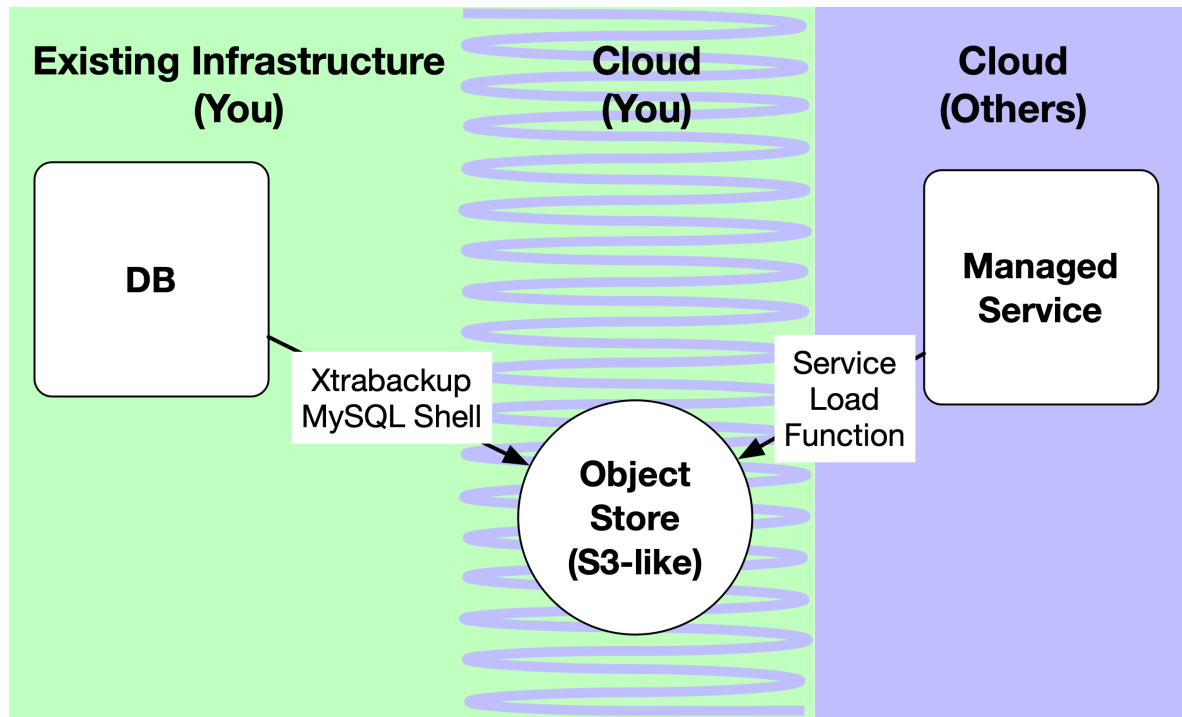 Existing Infrastructure
(You)
Cloud
(You)
Cloud
(Others)
DB
Managed
Service
Xtrabackup
MySQL Shell
Service
Load
Function
Object
Store
(S3-like)